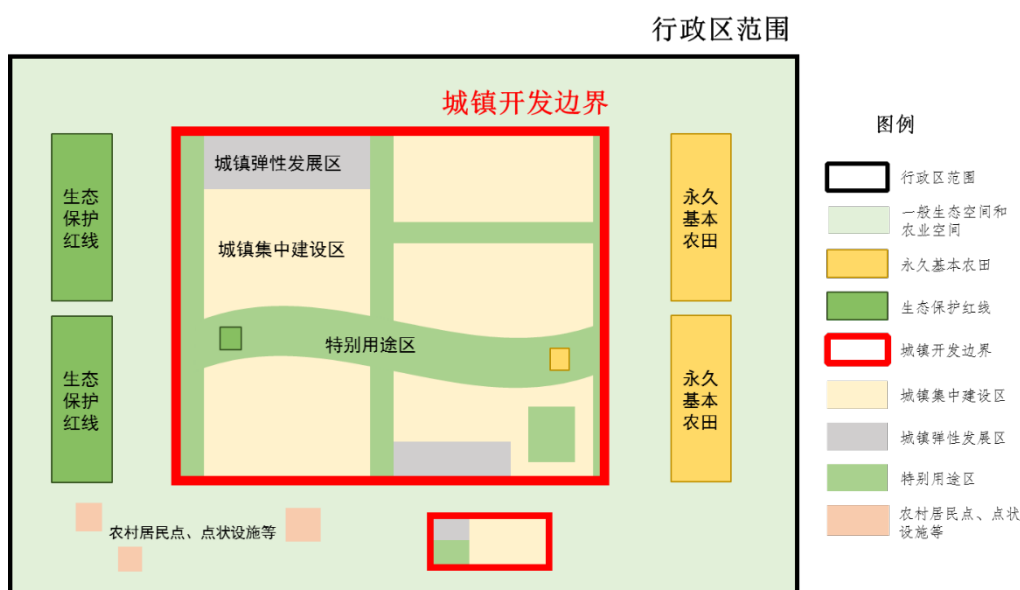 行政区范围
城镇开发边界
城镇弹性发展区
城镇集中建设区
特别用途区
生态
保护
红线
生态
保护
红线
永久
基本
农田
永久
基本
农田
农村居民点、点状设施等
图例
行政区范围
一般生态空间和
农业空间
永久基本农田
生态保护红线
城镇开发边界
城镇集中建设区
城镇弹性发展区
特别用途区
农村居民点、点状
设施等